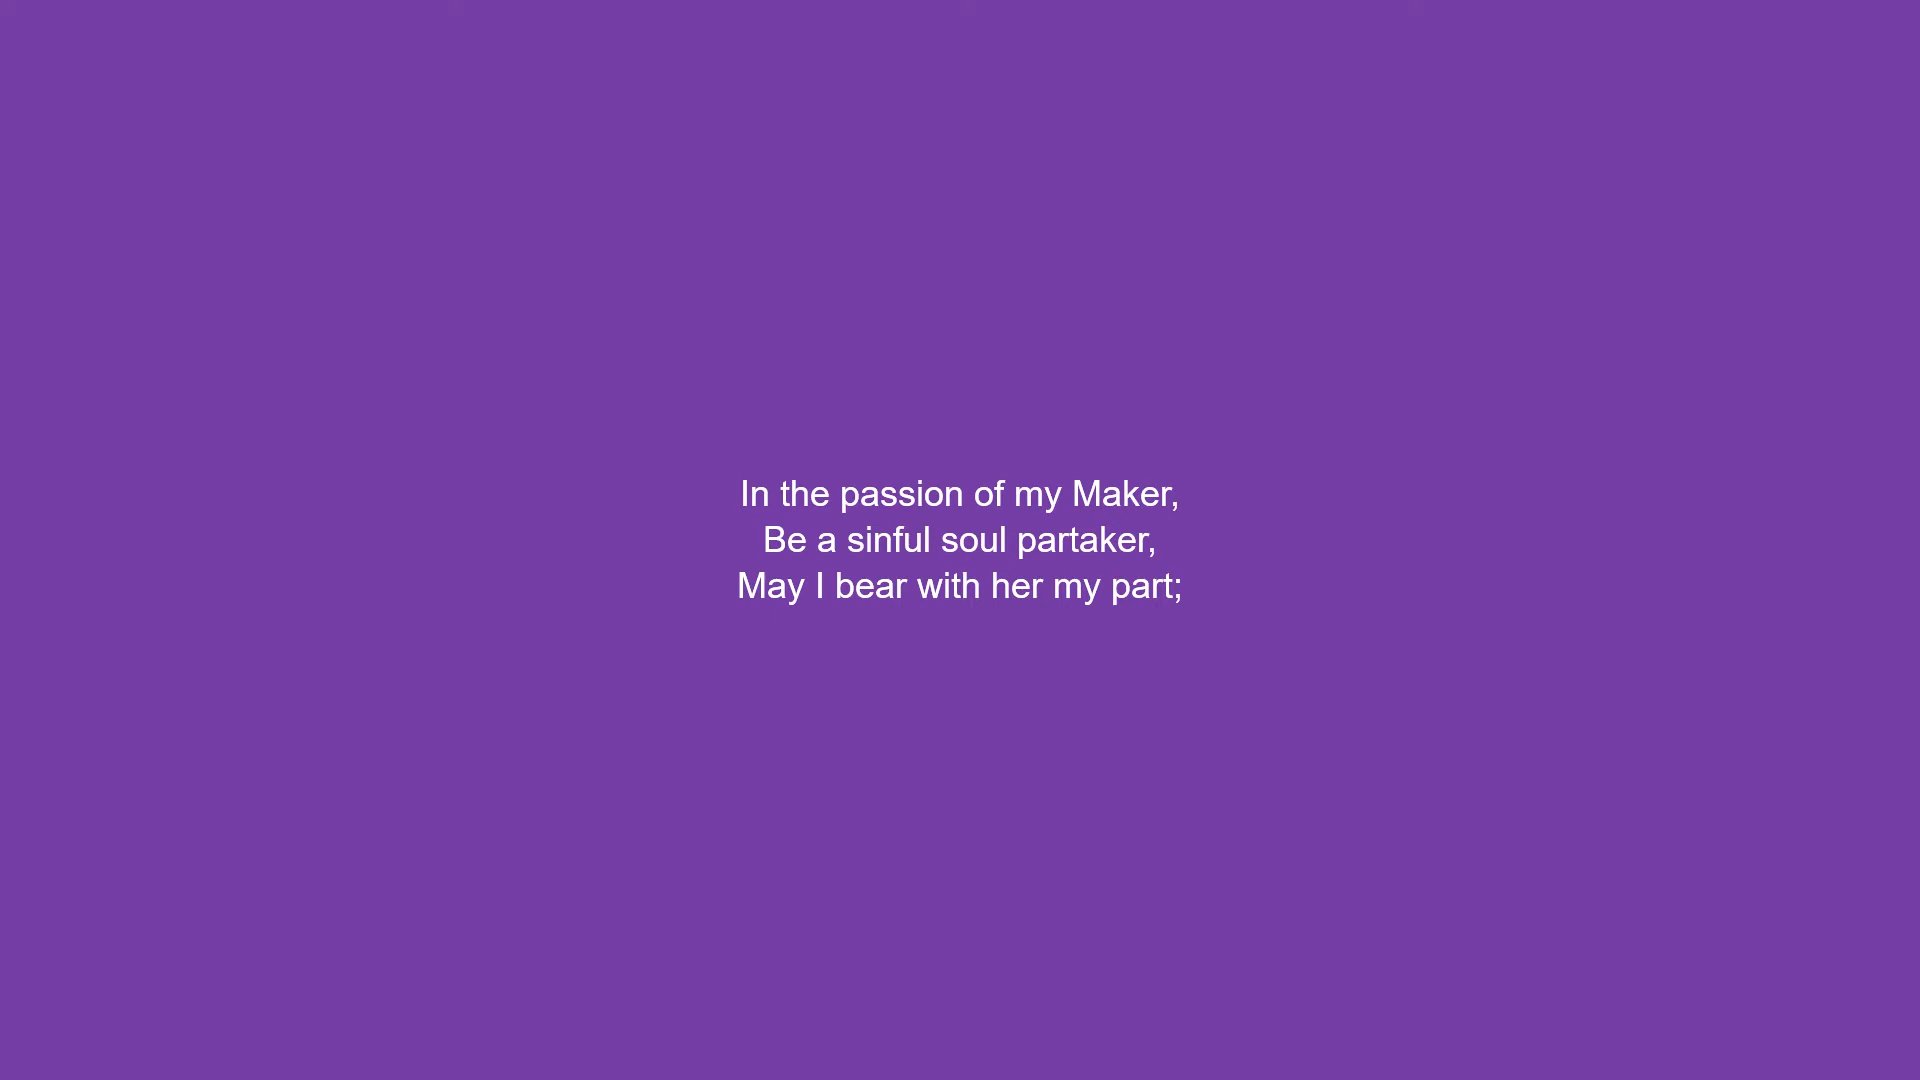 In the passion of my Maker,
Be a sinful soul partaker,
May I bear with her my part;